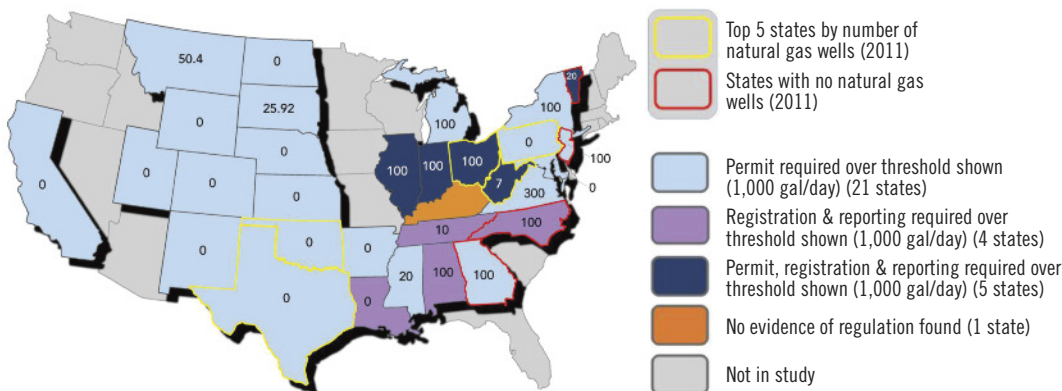 Top 5 states by number of
natural gas wells (2011)
States with no natural gas
wells (2011)
50.4
0
20
25.92
100
100
0
0
100
100
100
100
0
7
0
0
0
0
0
300
0
10
100
0
0
0
20
100
100
0
0
Permit required over threshold shown
(1,000 gal/day) (21 states)
Registration & reporting required over
threshold shown (1,000 gal/day) (4 states)
Permit, registration & reporting required over
threshold shown (1,000 gal/day) (5 states)
No evidence of regulation found (1 state)
Not in study